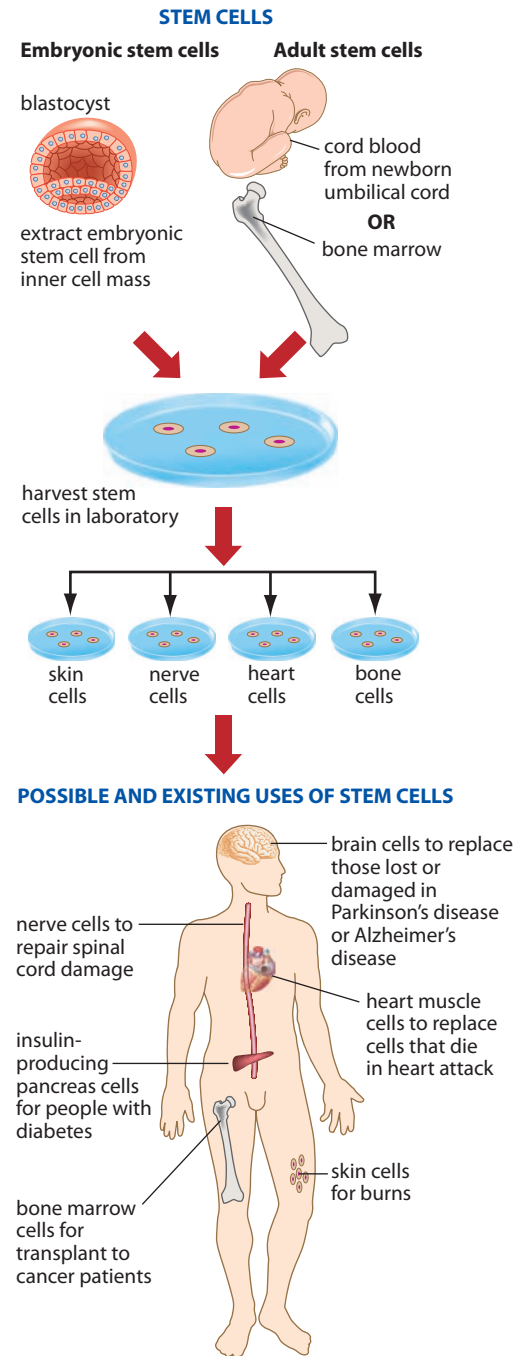 STEM CELLS
Embryonic stem cells
Adult stem cells
blastocyst
extract embryonic
stem cell from
inner cell mass
cord blood
from newborn
umbilical cord
OR
bone marrow
harvest stem
cells in laboratory
skin
cells
nerve
cells
heart
cells
bone
cells
POSSIBLE AND EXISTING USES OF STEM CELLS
brain cells to replace
those lost or
damaged in
Parkinson’s disease
or Alzheimer’s
disease
nerve cells to
repair spinal
cord damage
heart muscle
cells to replace
cells that die
in heart attack
insulin-
producing
pancreas cells
for people with
diabetes
skin cells
for burns
bone marrow
cells for
transplant to
cancer patients